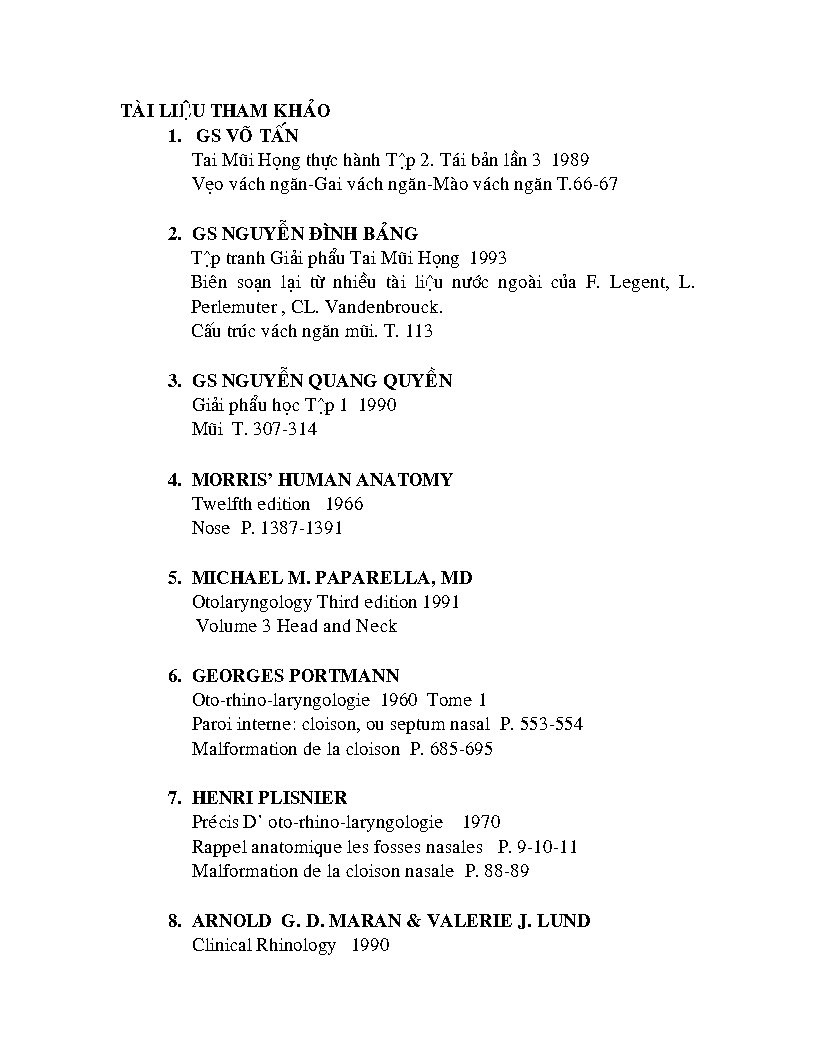 TÀI LIỆU THAM KHẢO
1. GS VÕ TẤN
Tai Mũi Họng thực hành Tập 2. Tái bản lần 3 1989
Vẹo vách ngăn-Gai vách ngăn-Mào vách ngăn T.66-67
2. GS NGUYỄN ĐÌNH BẢNG
Tập tranh Giải phẩu Tai Mũi Họng 1993
Biên soạn lại từ nhiều tài liệu nước ngoài của F. Legent, L.
Perlemuter , CL. Vandenbrouck.
Cấu trúc vách ngăn mũi. T. 113
3. GS NGUYỄN QUANG QUYỀN
Giải phẩu học Tập 1 1990
Mũi T. 307-314
4. MORRIS’ HUMAN ANATOMY
Twelfth edition 1966
Nose P. 1387-1391
5. MICHAEL M. PAPARELLA, MD
Otolaryngology Third edition 1991
Volume 3 Head and Neck
6. GEORGES PORTMANN
Oto-rhino-laryngologie 1960 Tome 1
Paroi interne: cloison, ou septum nasal P. 553-554
Malformation de la cloison P. 685-695
7. HENRI PLISNIER
Précis D’ oto-rhino-laryngologie 1970
Rappel anatomique les fosses nasales P. 9-10-11
Malformation de la cloison nasale P. 88-89
8. ARNOLD G. D. MARAN & VALERIE J. LUND
Clinical Rhinology 1990